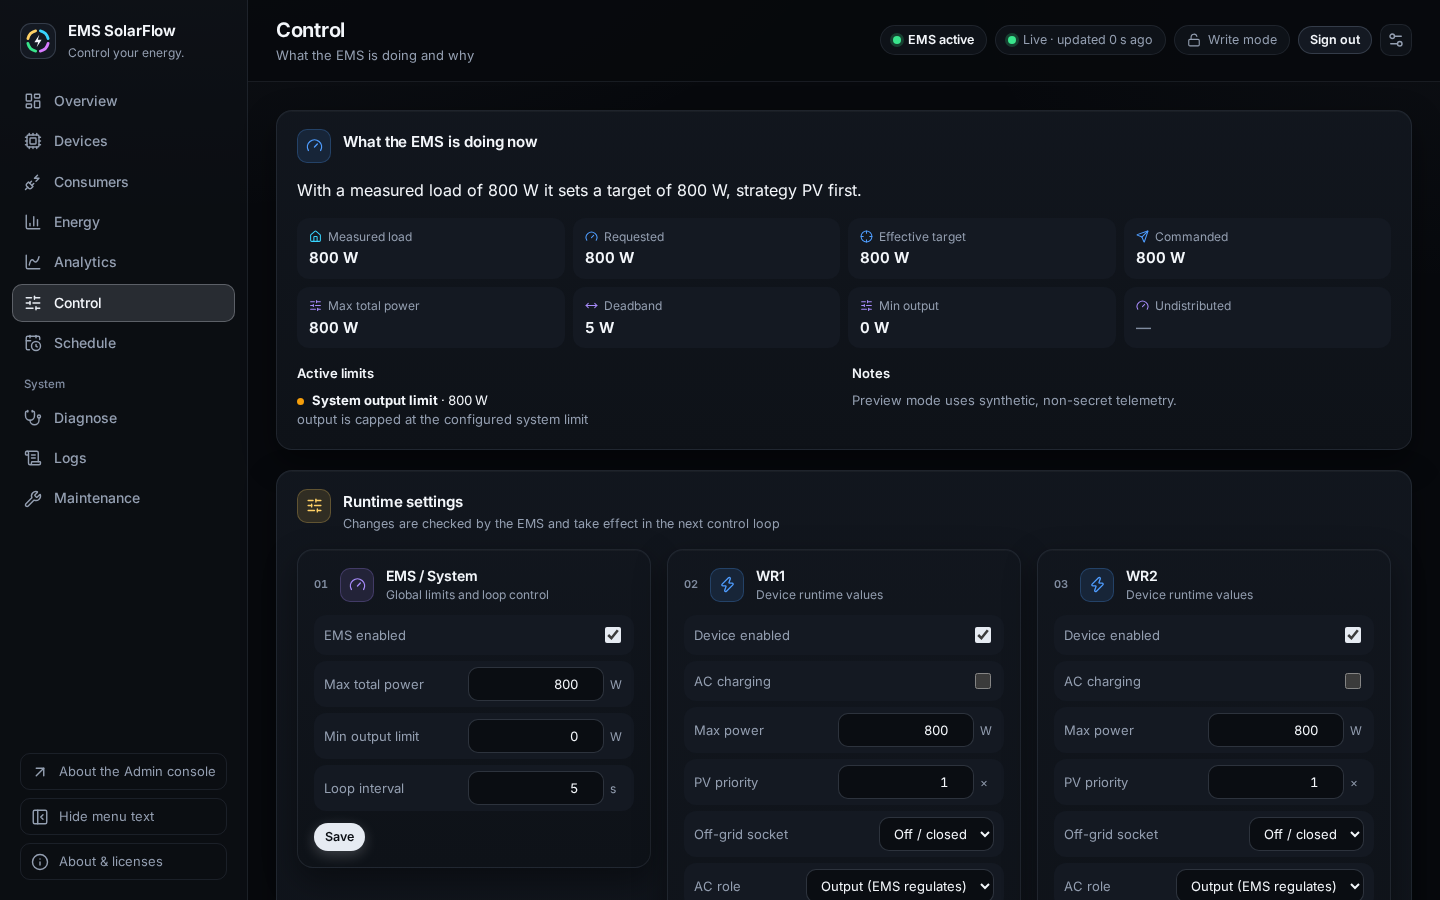 EMS SolarFlow
Control your energy.
Overview
Devices
Consumers
Energy
Analytics
Control
Schedule
System
Diagnose
Logs
Maintenance
About the Admin console
Hide menu text
About & licenses
Control
What the EMS is doing and why
EMS active
Live · updated 0 s ago
Write mode
Sign out
What the EMS is doing now
With a measured load of 800 W it sets a target of 800 W, strategy PV first.
Measured load
800 W
Requested
800 W
Effective target
800 W
Commanded
800 W
Max total power
800 W
Deadband
5 W
Min output
0 W
Undistributed
—
Active limits
System output limit · 800 W
output is capped at the configured system limit
Notes
Preview mode uses synthetic, non-secret telemetry.
Runtime settings
Changes are checked by the EMS and take effect in the next control loop
01
EMS / System
Global limits and loop control
EMS enabled
Max total power 800 W
Min output limit 0 W
Loop interval 5 s
Save
02
WR1
Device runtime values
Device enabled
AC charging
Max power 800 W
PV priority 1 ×
Off-grid socket Off / closed
AC role Output (EMS regulates)
03
WR2
Device runtime values
Device enabled
AC charging
Max power 800 W
PV priority 1 ×
Off-grid socket Off / closed
AC role Output (EMS regulates)